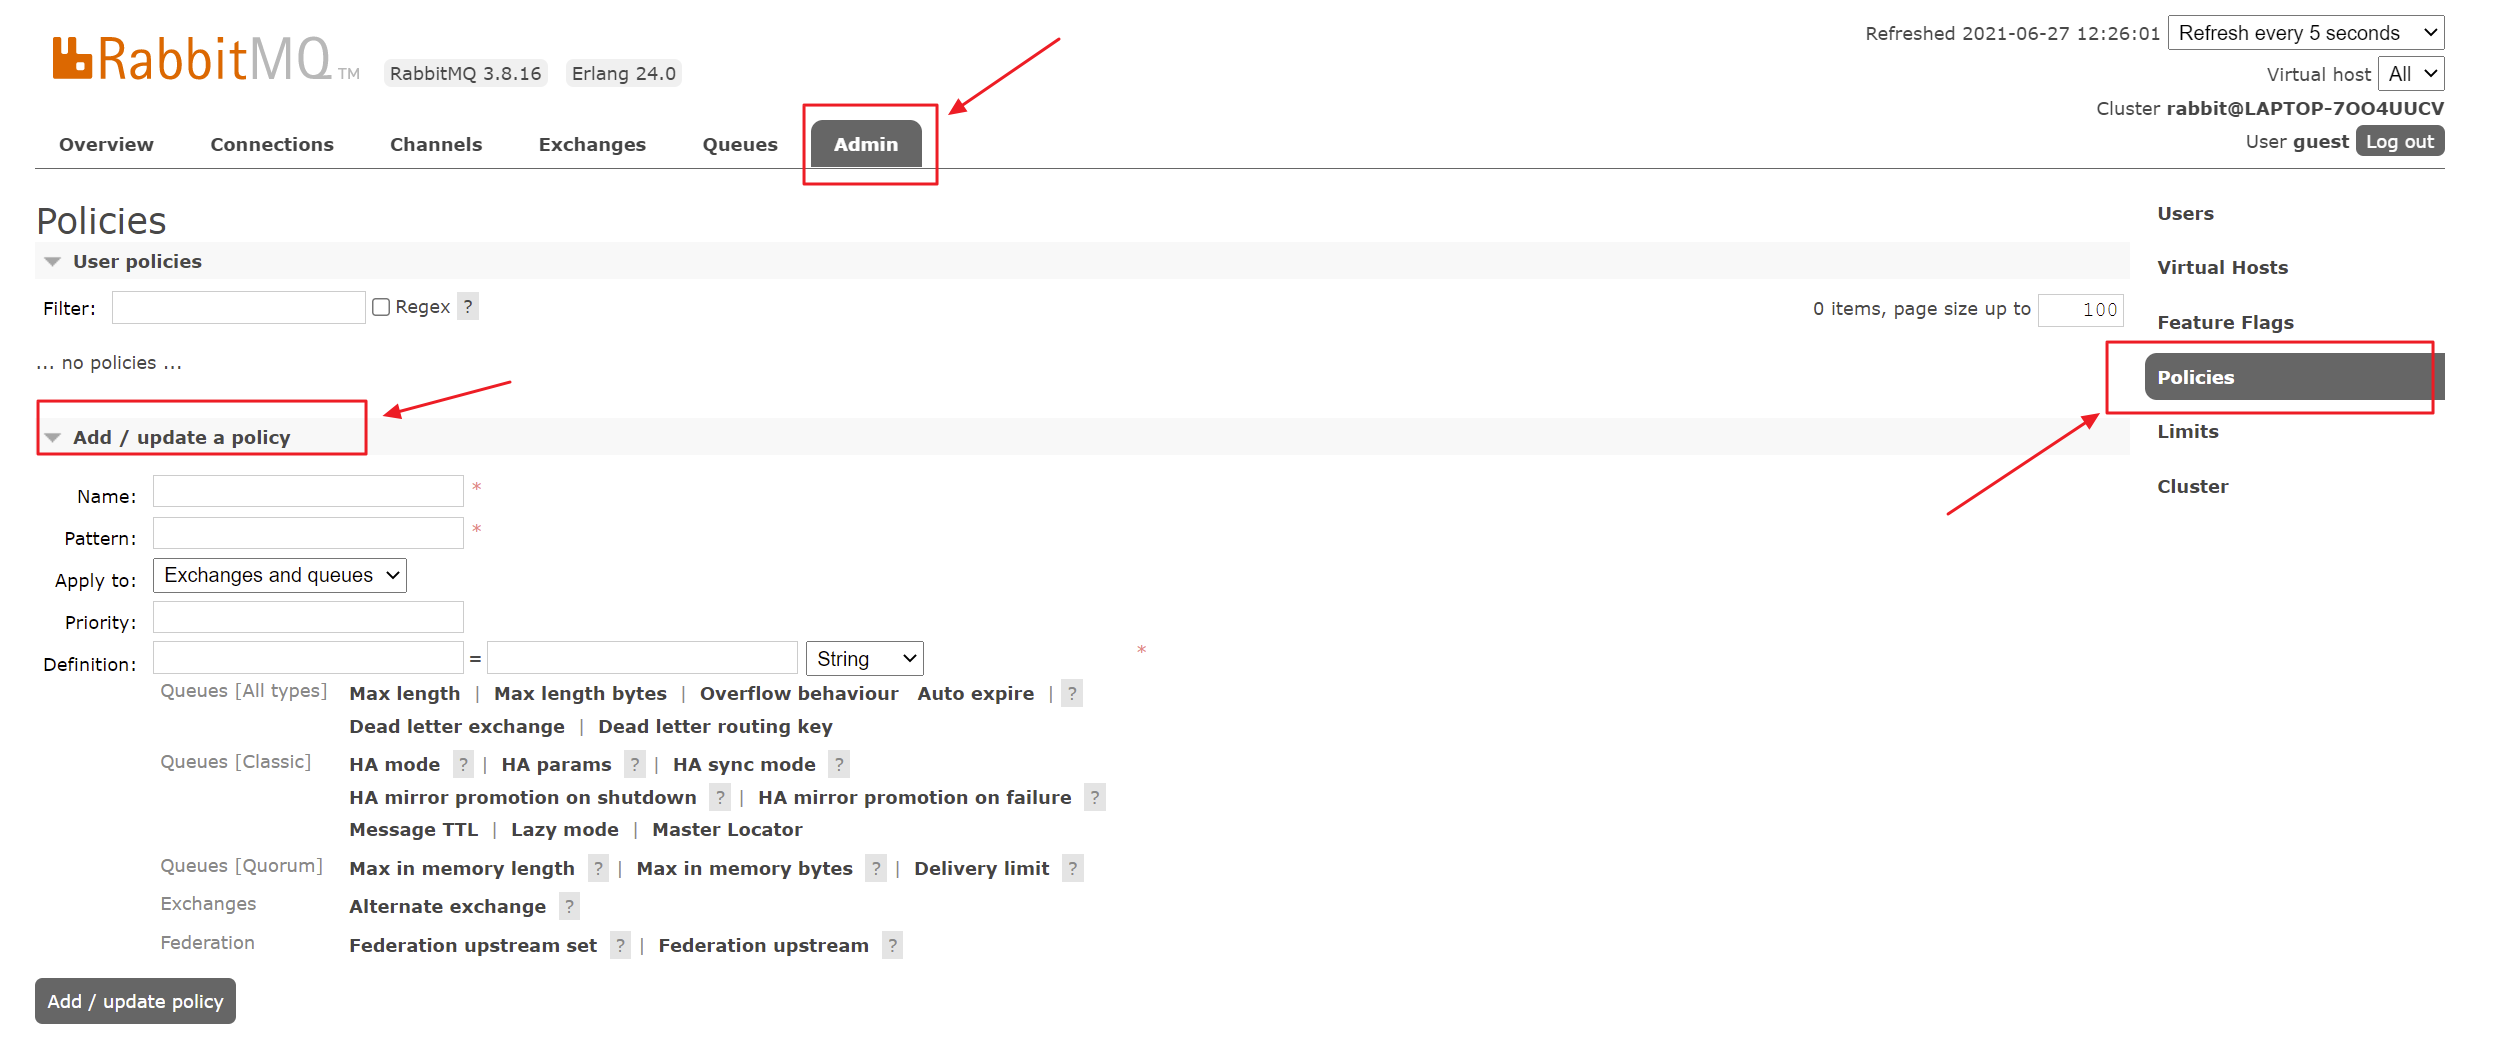 RabbitMQ TM RabbitMQ 3.8.16 Erlang 24.0
Refreshed 2021-06-27 12:26:01 Refresh every 5 seconds
Virtual host All
Cluster rabbit@LAPTOP-7OO4UUCV
User guest Log out
Overview Connections Channels Exchanges Queues Admin
Policies
User policies
Filter: Regex ? 0 items, page size up to 100
... no policies ...
Add / update a policy
Name: *
Pattern: *
Apply to: Exchanges and queues
Priority:
Definition: = String *
Queues [All types] Max length | Max length bytes | Overflow behaviour Auto expire | ?
Dead letter exchange | Dead letter routing key
Queues [Classic] HA mode ? | HA params ? | HA sync mode ?
HA mirror promotion on shutdown ? | HA mirror promotion on failure ?
Message TTL | Lazy mode | Master Locator
Queues [Quorum] Max in memory length ? | Max in memory bytes ? | Delivery limit ?
Exchanges Alternate exchange ?
Federation Federation upstream set ? | Federation upstream ?
Add / update policy
Users
Virtual Hosts
Feature Flags
Policies
Limits
Cluster